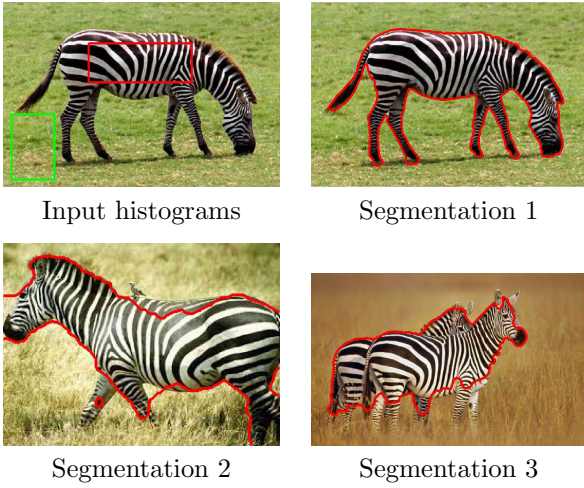 Input histograms
Segmentation 1
Segmentation 2
Segmentation 3